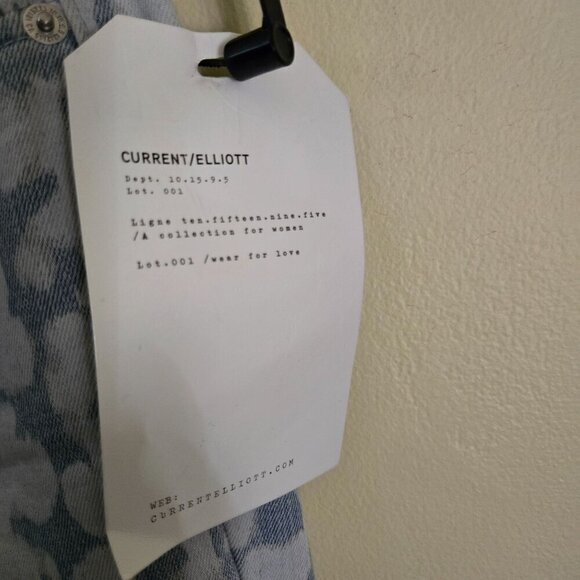 CURRENT/ELLIOTT
Dept. 10.15.9.5
Lot. 001
Ligne ten.fifteen.nine.five
/A collection for women
Lot.001 /wear for love
WEB:
CURRENTELLIOTT.COM